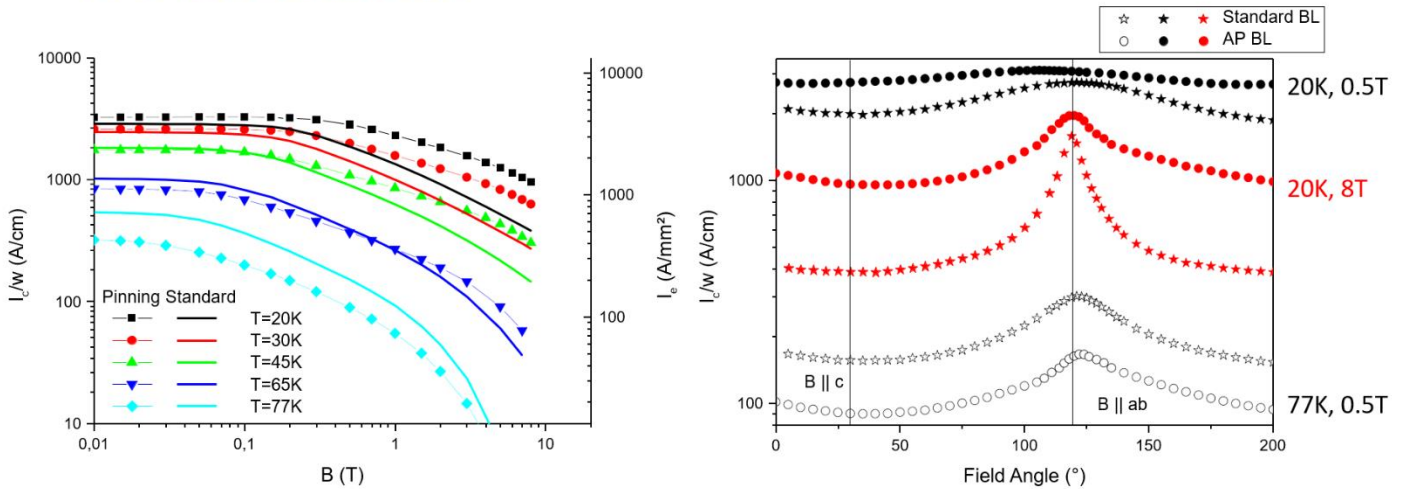 10000
1000
100
10
I_c/w (A/cm)
0,01
0,1
1
10
B (T)
10000
1000
100
I_e (A/mm²)
Pinning Standard
T=20K
T=30K
T=45K
T=65K
T=77K
Standard BL
AP BL
1000
100
I_c/w (A/cm)
0
50
100
150
200
Field Angle (°)
B || c
B || ab
20K, 0.5T
20K, 8T
77K, 0.5T